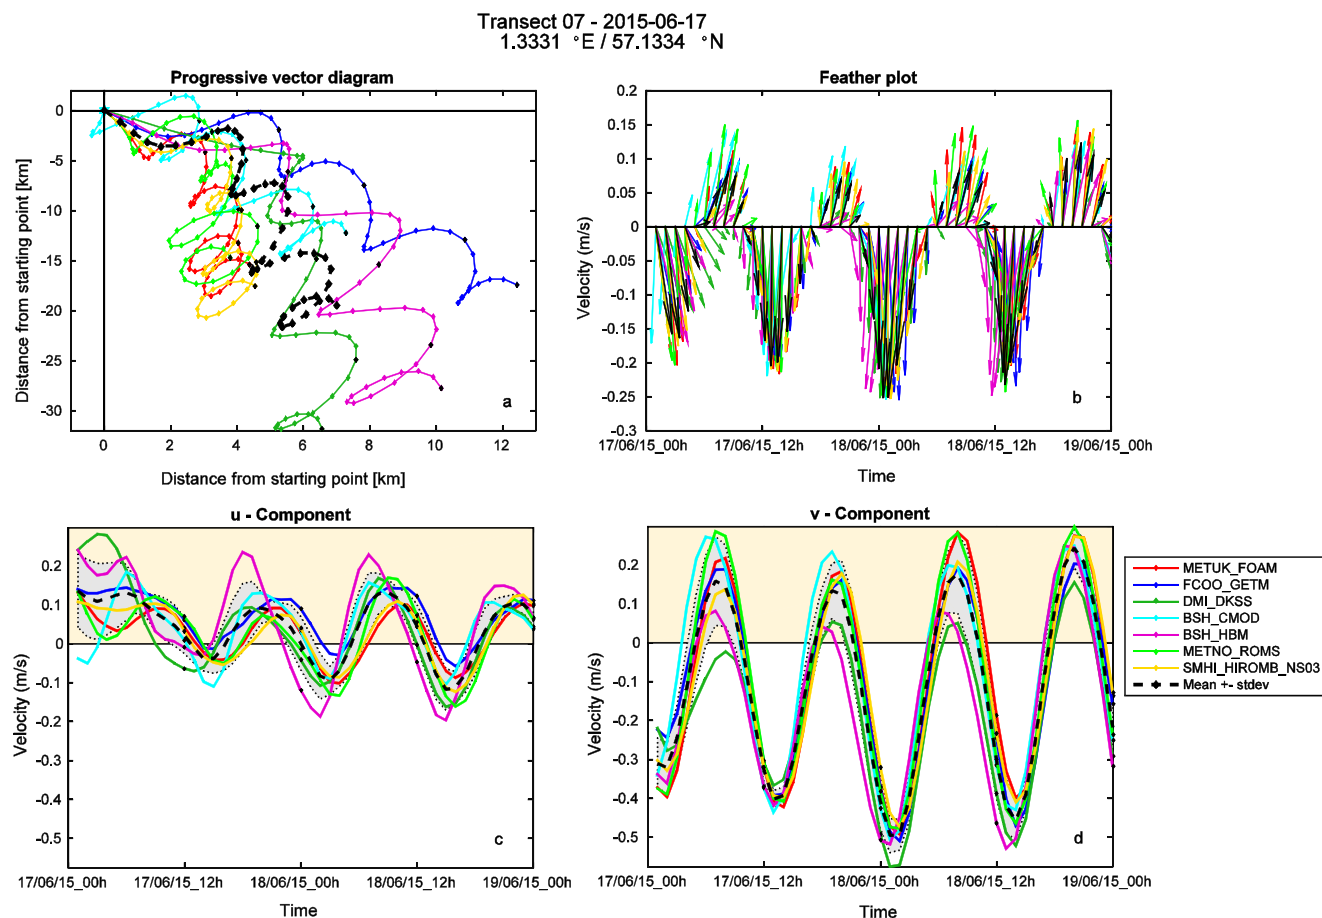 Transect 07 - 2015-06-17
1.3331 °E / 57.1334 °N
Progressive vector diagram
0
-5
-10
-15
-20
-25
-30
Distance from starting point [km]
a
0 2 4 6 8 10 12
Distance from starting point [km]
Feather plot
0.2
0.15
0.1
0.05
0
-0.05
-0.1
-0.15
-0.2
-0.3
Velocity (m/s)
b
17/06/15_00h 17/06/15_12h 18/06/15_00h 18/06/15_12h 19/06/15_00h
Time
u - Component
0.2
0.1
0
-0.1
-0.2
-0.3
-0.4
-0.5
Velocity (m/s)
c
17/06/15_00h 17/06/15_12h 18/06/15_00h 18/06/15_12h 19/06/15_00h
Time
v - Component
0.2
0.1
0
-0.1
-0.2
-0.3
-0.4
-0.5
Velocity (m/s)
d
17/06/15_00h 17/06/15_12h 18/06/15_00h 18/06/15_12h 19/06/15_00h
Time
METUK_FOAM
FCOO_GETM
DMI_DKSS
BSH_CMOD
BSH_HBM
METNO_ROMS
SMHI_HIROMB_NS03
Mean +- stdev